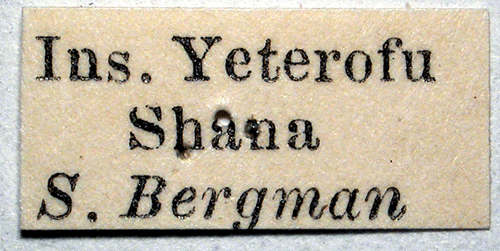 Ins. Yeterofu
Shana
S. Bergman